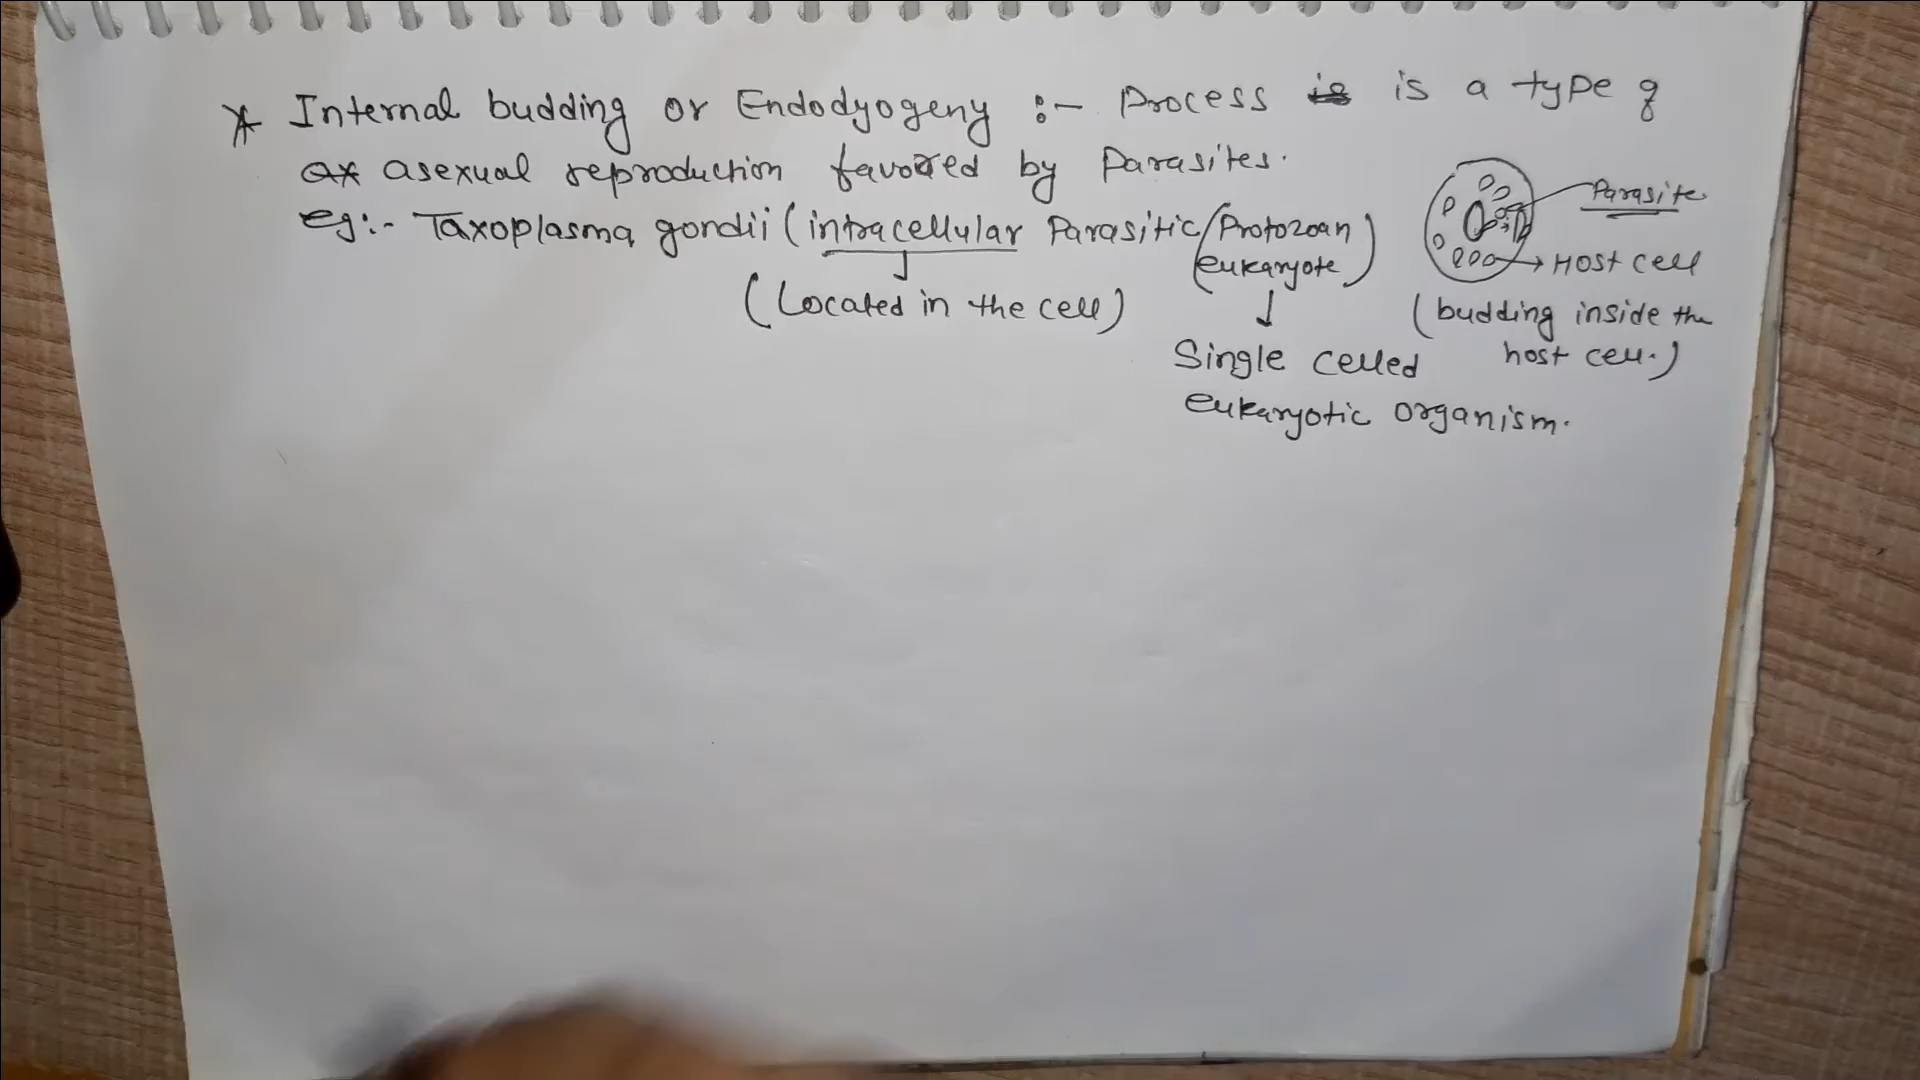 * Internal budding or Endodyogeny :- Process is is a type of
asexual reproduction favored by Parasites.
eg:- Taxoplasma gondii (intracellular Parasitic/Protozoan
eukaryote)
(Located in the cell)
Single celled
eukaryotic organism.
Parasite
Host cell
(budding inside the
host cell.)